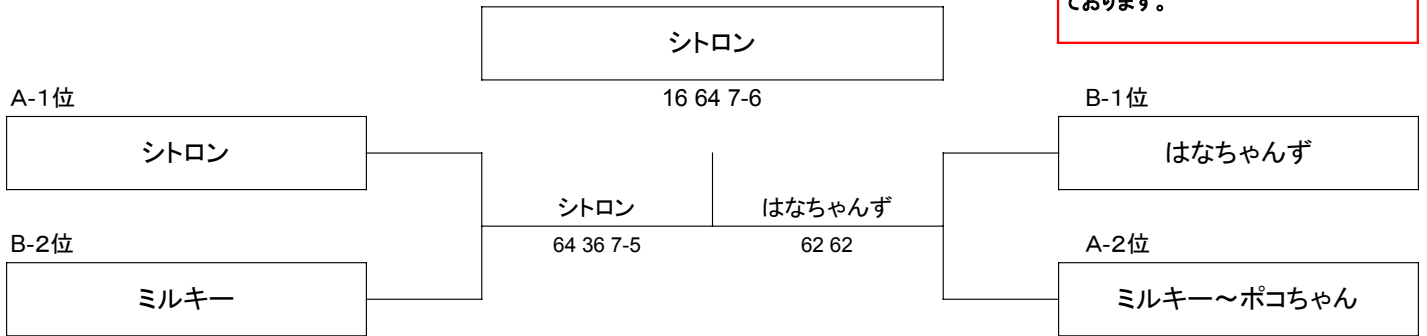 ております。
シトロン
16 64 7-6
A-1位
B-1位
シトロン
はなちゃんず
シトロン
はなちゃんず
64 36 7-5
62 62
B-2位
A-2位
ミルキー
ミルキー～ポコちゃん